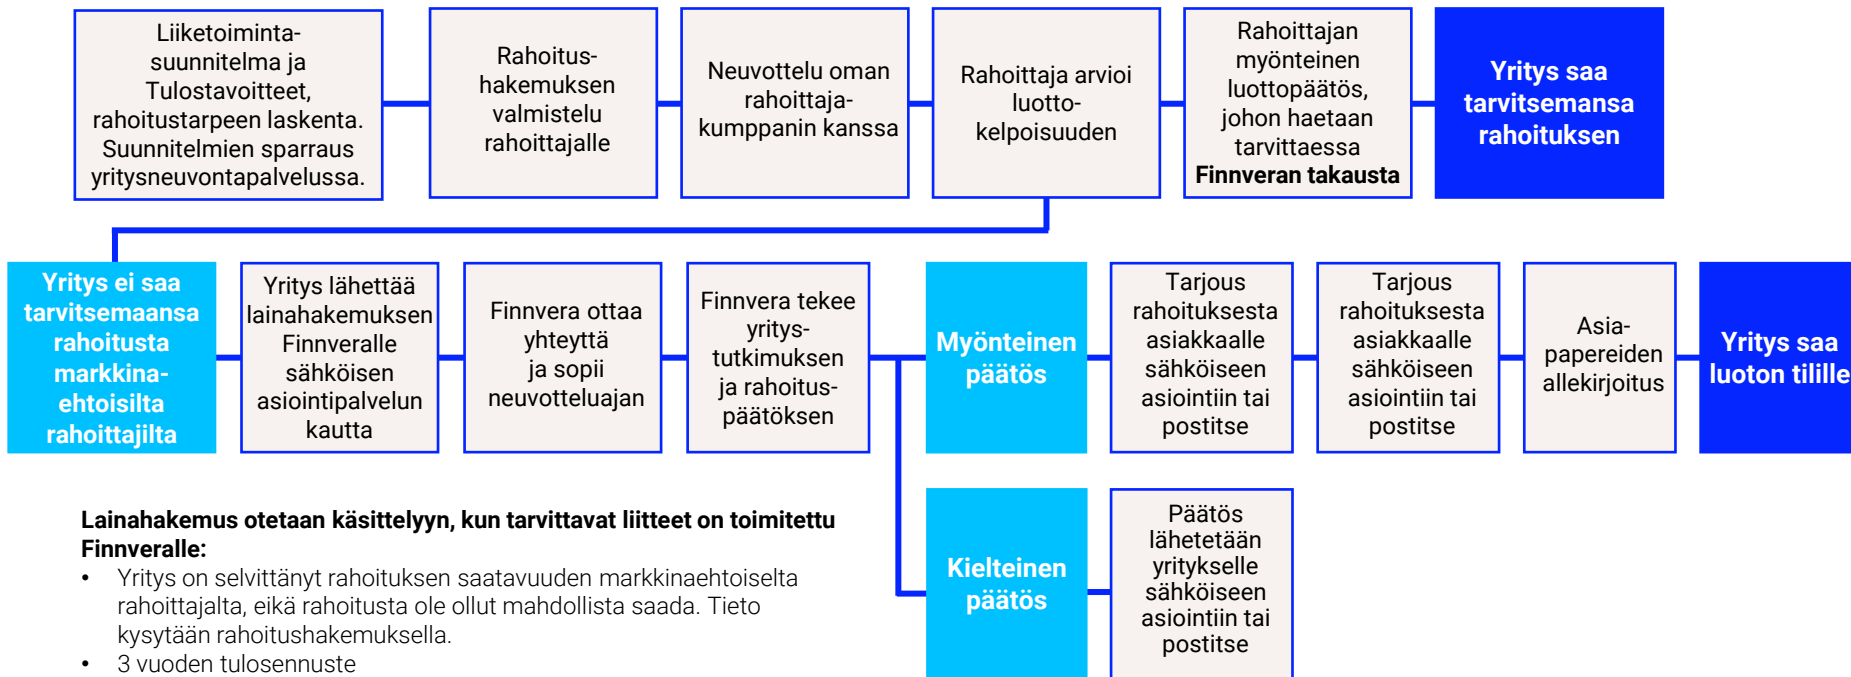 Liiketoiminta-
suunnitelma ja
Tulostavoitteet,
rahoitustarpeen laskenta.
Suunnitelmien sparraus
yritysneuvontapalvelussa.
Rahoitus-
hakemuksen
valmistelu
rahoittajalle
Neuvottelu oman
rahoittaja-
kumppanin kanssa
Rahoittaja arvioi
luotto-
kelpoisuuden
Rahoittajan
myönteinen
luottopäätös,
johon haetaan
tarvittaessa
Finnveran takausta
Yritys saa
tarvitsemansa
rahoituksen
Yritys ei saa
tarvitsemaansa
rahoitusta
markkina-
ehtoisilta
rahoittajilta
Yritys lähettää
lainahakemuksen
Finnveralle
sähköisen
asiointipalvelun
kautta
Finnvera ottaa
yhteyttä
ja sopii
neuvotteluajan
Finnvera tekee
yritys-
tutkimuksen
ja rahoitus-
päätöksen
Myönteinen
päätös
Tarjous
rahoituksesta
asiakkaalle
sähköiseen
asiointiin tai
postitse
Tarjous
rahoituksesta
asiakkaalle
sähköiseen
asiointiin tai
postitse
Asia-
papereiden
allekirjoitus
Yritys saa
luoton tilille
Kielteinen
päätös
Päätös
lähetetään
yritykselle
sähköiseen
asiointiin tai
postitse
Lainahakemus otetaan käsittelyyn, kun tarvittavat liitteet on toimitettu
Finnveralle:
• Yritys on selvittänyt rahoituksen saatavuuden markkinaehtoiselta
rahoittajalta, eikä rahoitusta ole ollut mahdollista saada. Tieto
kysytään rahoitushakemuksella.
• 3 vuoden tulosennuste